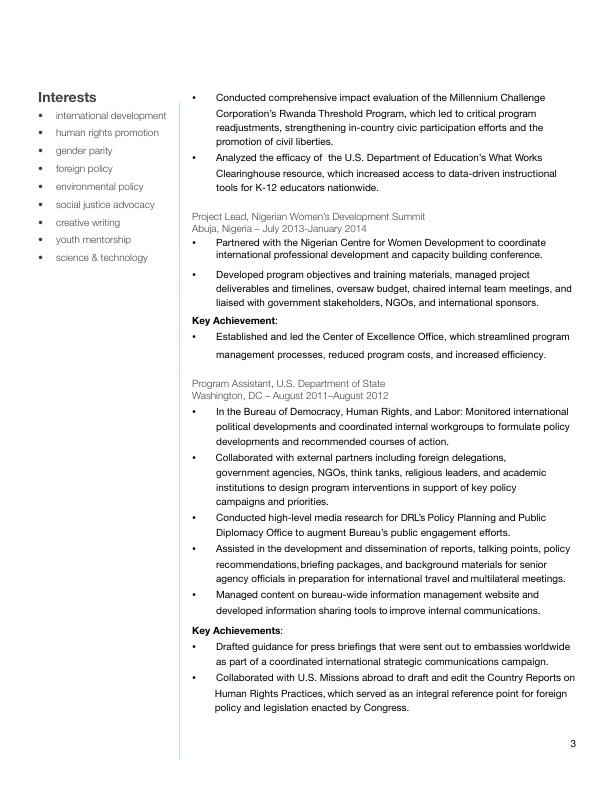 Interests
• international development
• human rights promotion
• gender parity
• foreign policy
• environmental policy
• social justice advocacy
• creative writing
• youth mentorship
• science & technology
• Conducted comprehensive impact evaluation of the Millennium Challenge
Corporation's Rwanda Threshold Program, which led to critical program
readjustments, strengthening in-country civic participation efforts and the
promotion of civil liberties.
• Analyzed the efficacy of the U.S. Department of Education's What Works
Clearinghouse resource, which increased access to data-driven instructional
tools for K-12 educators nationwide.
Project Lead, Nigerian Women's Development Summit
Abuja, Nigeria – July 2013-January 2014
• Partnered with the Nigerian Centre for Women Development to coordinate
international professional development and capacity building conference.
• Developed program objectives and training materials, managed project
deliverables and timelines, oversaw budget, chaired internal team meetings, and
liaised with government stakeholders, NGOs, and international sponsors.
Key Achievement:
• Established and led the Center of Excellence Office, which streamlined program
management processes, reduced program costs, and increased efficiency.
Program Assistant, U.S. Department of State
Washington, DC – August 2011–August 2012
• In the Bureau of Democracy, Human Rights, and Labor: Monitored international
political developments and coordinated internal workgroups to formulate policy
developments and recommended courses of action.
• Collaborated with external partners including foreign delegations,
government agencies, NGOs, think tanks, religious leaders, and academic
institutions to design program interventions in support of key policy
campaigns and priorities.
• Conducted high-level media research for DRL's Policy Planning and Public
Diplomacy Office to augment Bureau's public engagement efforts.
• Assisted in the development and dissemination of reports, talking points, policy
recommendations, briefing packages, and background materials for senior
agency officials in preparation for international travel and multilateral meetings.
• Managed content on bureau-wide information management website and
developed information sharing tools to improve internal communications.
Key Achievements:
• Drafted guidance for press briefings that were sent out to embassies worldwide
as part of a coordinated international strategic communications campaign.
• Collaborated with U.S. Missions abroad to draft and edit the Country Reports on
Human Rights Practices, which served as an integral reference point for foreign
policy and legislation enacted by Congress.
3